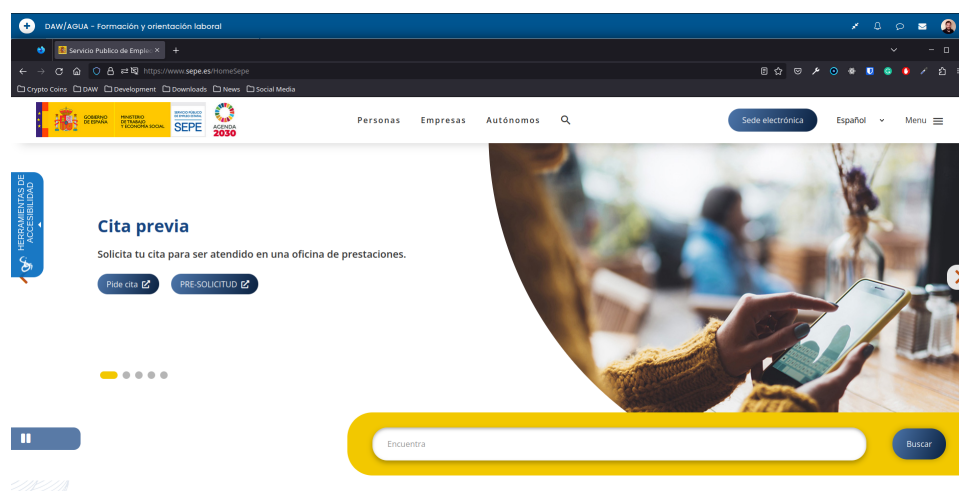 DAW/AGUA - Formación y orientación laboral
Servicio Publico de Emple
https://www.sepe.es/HomeSepe
Crypto Coins DAW Development Downloads News Social Media
GOBIERNO DE ESPAÑA
MINISTERIO DE TRABAJO Y ECONOMÍA SOCIAL
SEPE
AGENDA 2030
Personas Empresas Autónomos
Sede electrónica
Español
Menu
HERRAMIENTAS DE ACCESIBILIDAD
Cita previa
Solicita tu cita para ser atendido en una oficina de prestaciones.
Pide cita PRE-SOLICITUD
Encuentra
Buscar